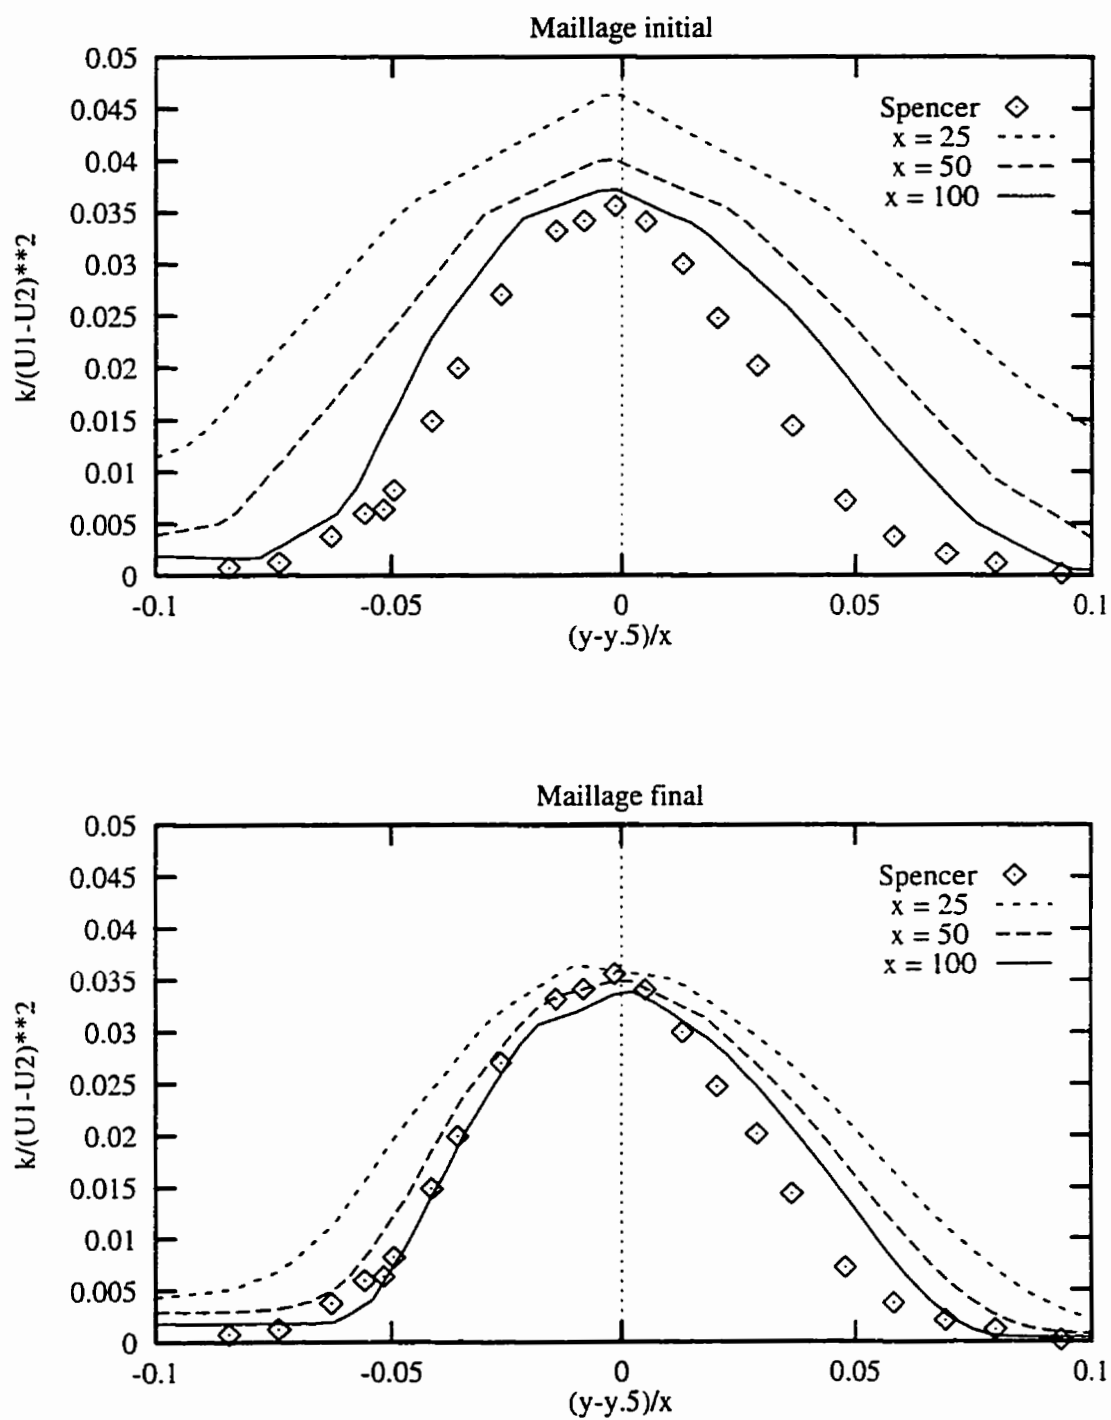 Maillage initial
0.05
0.045
0.04
0.035
0.03
0.025
0.02
0.015
0.01
0.005
0
k/(U1-U2)**2
Spencer
x = 25
x = 50
x = 100
-0.1
-0.05
0
0.05
0.1
(y-y.5)/x
Maillage final
0.05
0.045
0.04
0.035
0.03
0.025
0.02
0.015
0.01
0.005
0
k/(U1-U2)**2
Spencer
x = 25
x = 50
x = 100
-0.1
-0.05
0
0.05
0.1
(y-y.5)/x